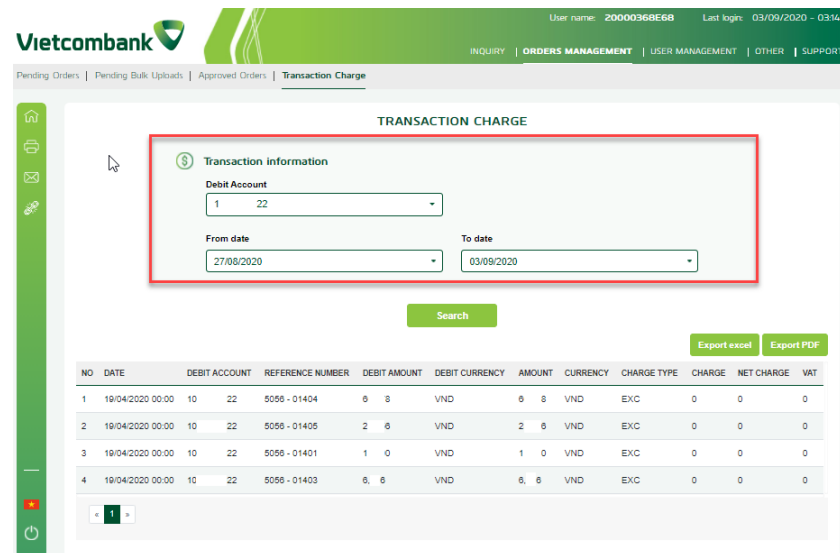 User name: 20000368E68 Last login: 03/09/2020 - 03:14
Vietcombank
INQUIRY | ORDERS MANAGEMENT | USER MANAGEMENT | OTHER | SUPPORT
Pending Orders | Pending Bulk Uploads | Approved Orders | Transaction Charge
TRANSACTION CHARGE
$ Transaction information
Debit Account
1 22
From date To date
27/08/2020 03/09/2020
Search
Export excel Export PDF
NO DATE DEBIT ACCOUNT REFERENCE NUMBER DEBIT AMOUNT DEBIT CURRENCY AMOUNT CURRENCY CHARGE TYPE CHARGE NET CHARGE VAT
1 19/04/2020 00:00 10 22 5056 - 01404 6 8 VND 6 8 VND EXC 0 0 0
2 19/04/2020 00:00 10 22 5056 - 01405 2 6 VND 2 6 VND EXC 0 0 0
3 19/04/2020 00:00 10 22 5056 - 01401 1 0 VND 1 0 VND EXC 0 0 0
4 19/04/2020 00:00 10 22 5056 - 01403 6, 6 VND 6, 6 VND EXC 0 0 0
« 1 »